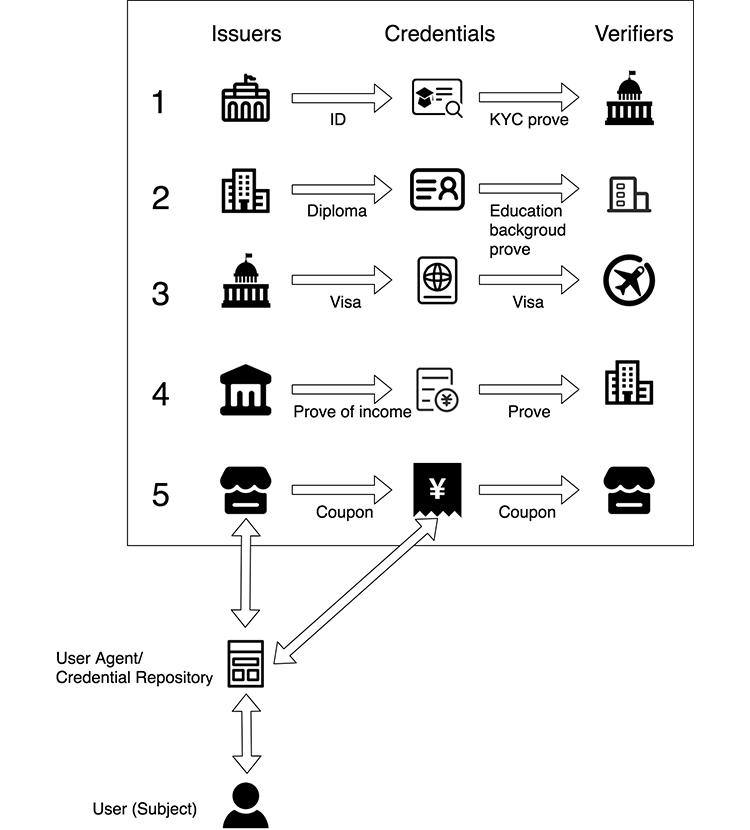 Issuers Credentials Verifiers
1
ID
KYC prove
2
Diploma
Education
backgroud
prove
3
Visa
Visa
4
Prove of income
Prove
¥
5
Coupon
Coupon
¥
User Agent/
Credential Repository
User (Subject)